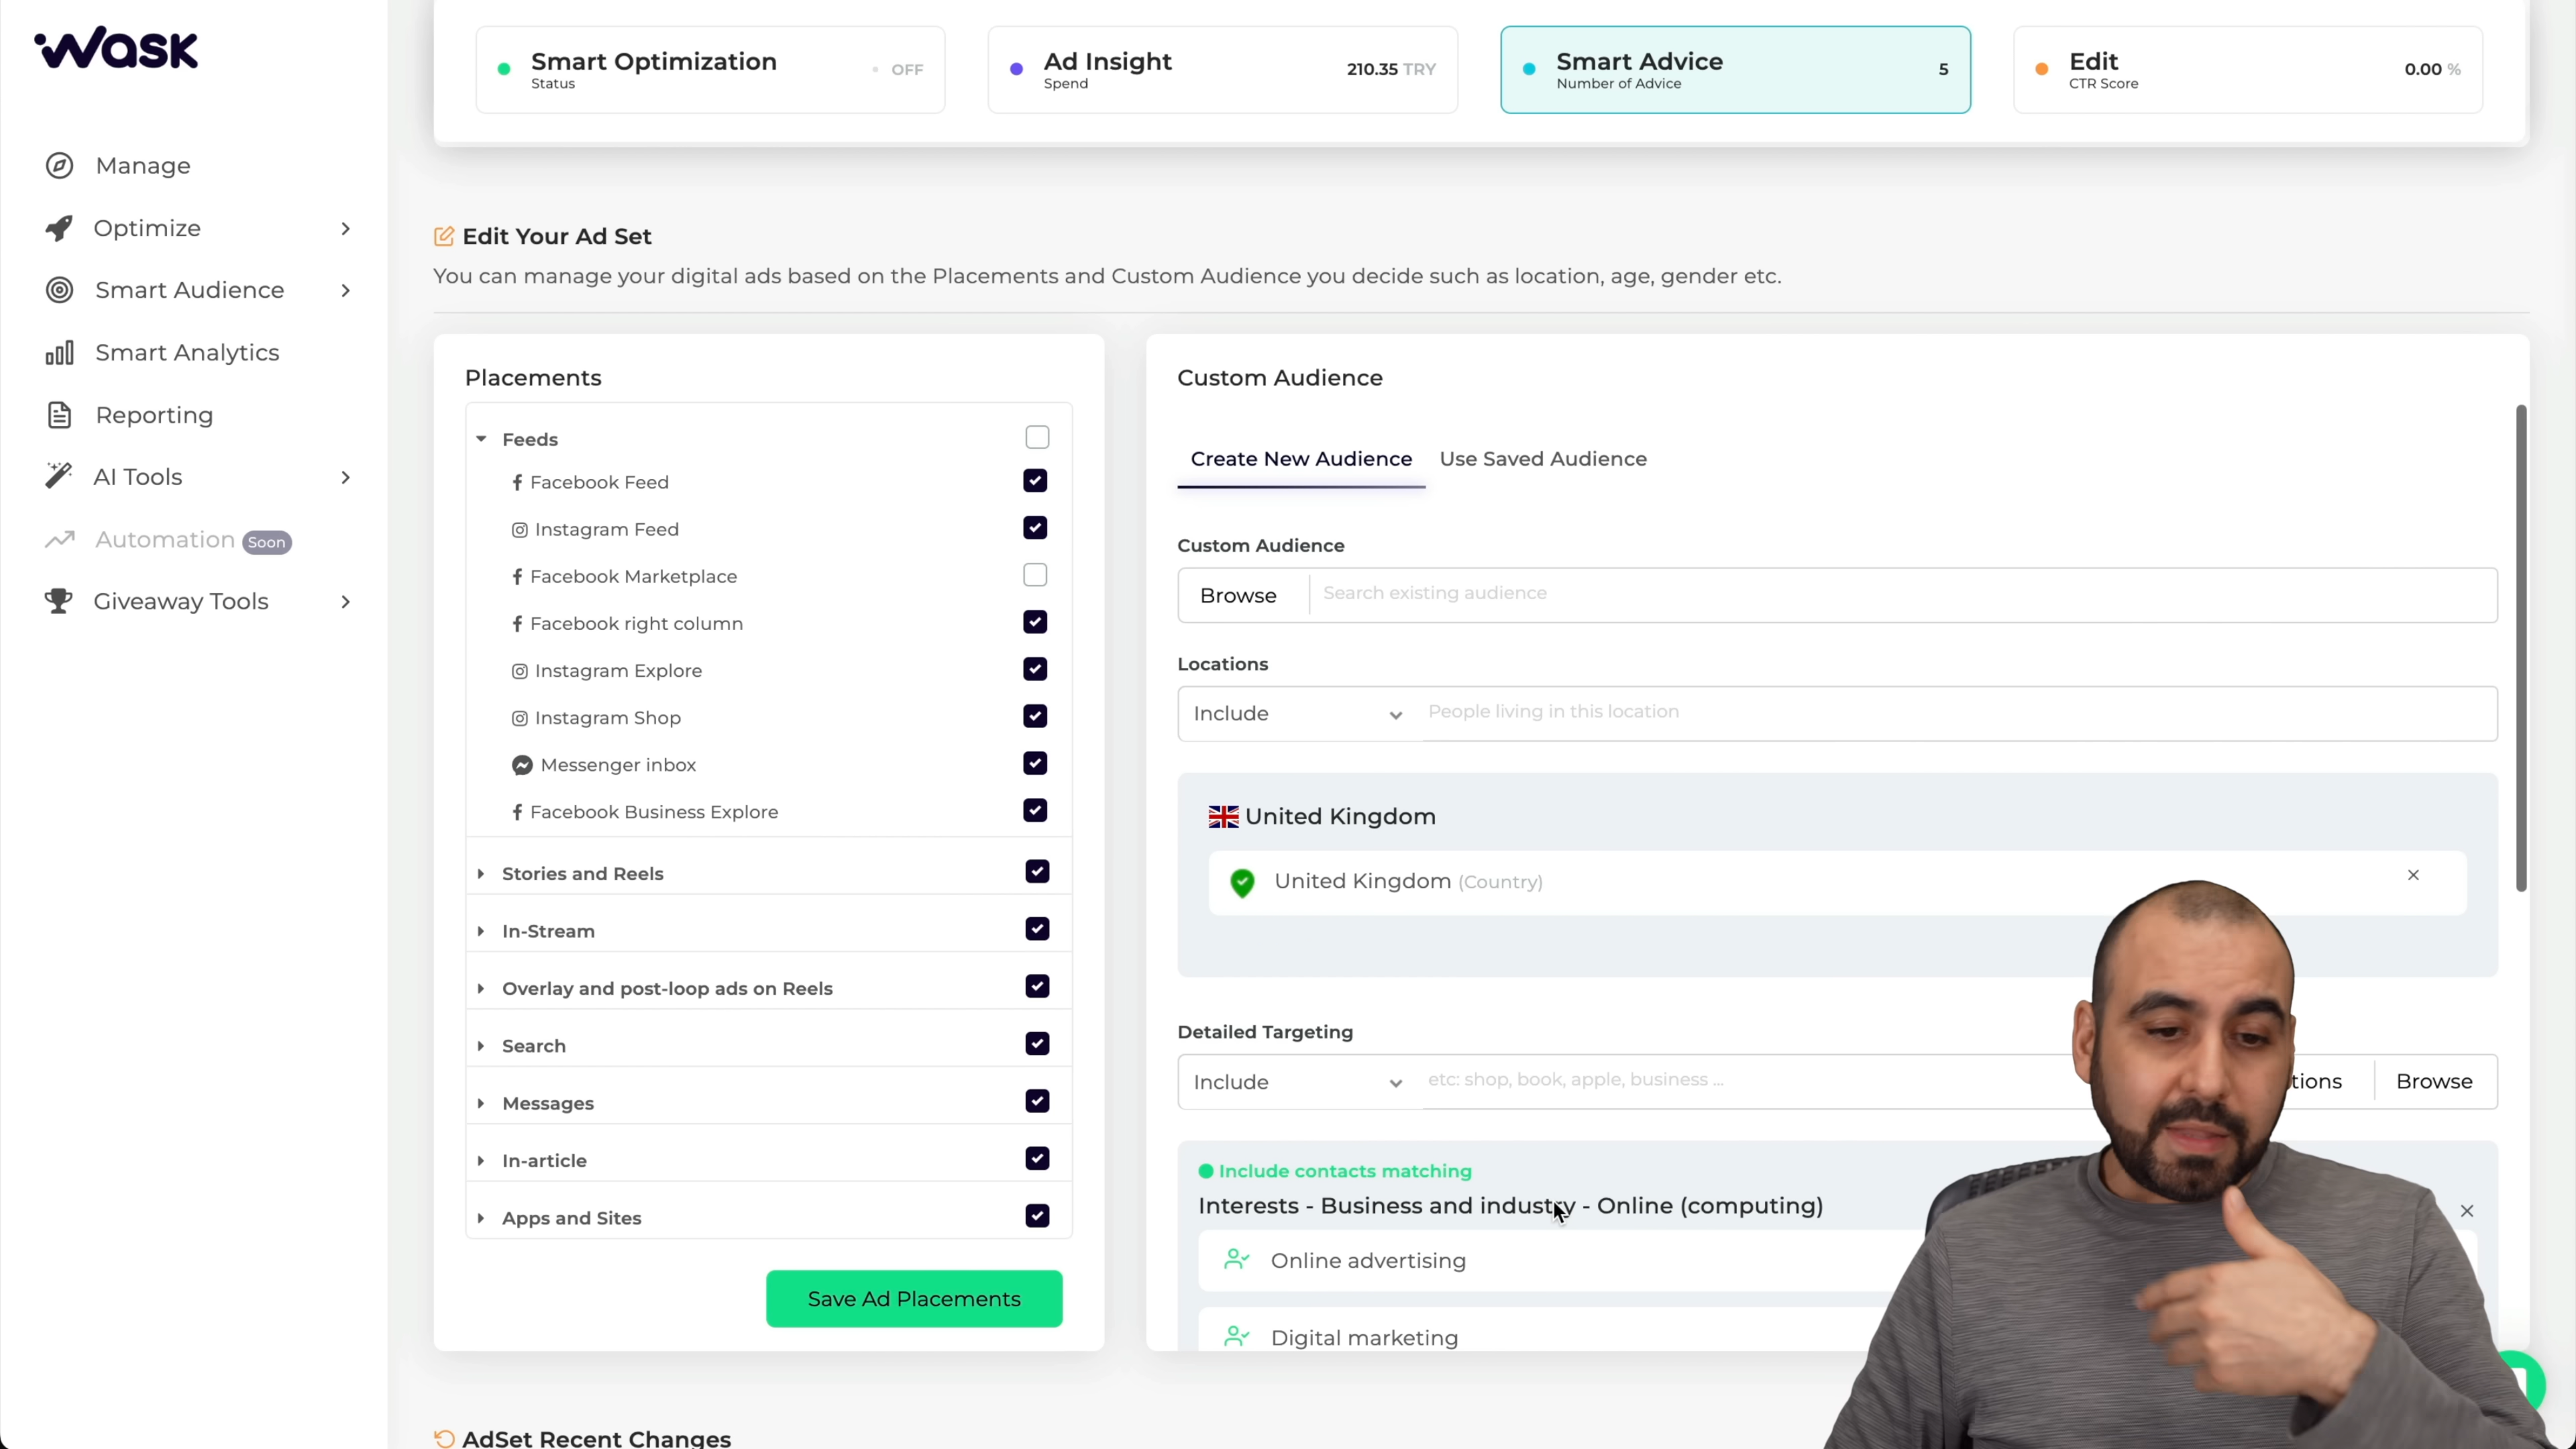 Wask
Manage
Optimize
Smart Audience
Smart Analytics
Reporting
AI Tools
Automation Soon
Giveaway Tools
Smart Optimization
Status
OFF
Ad Insight
Spend
210.35 TRY
Smart Advice
Number of Advice
5
Edit
CTR Score
0.00 %
Edit Your Ad Set
You can manage your digital ads based on the Placements and Custom Audience you decide such as location, age, gender etc.
Placements
Feeds
Facebook Feed
Instagram Feed
Facebook Marketplace
Facebook right column
Instagram Explore
Instagram Shop
Messenger inbox
Facebook Business Explore
Stories and Reels
In-Stream
Overlay and post-loop ads on Reels
Search
Messages
In-article
Apps and Sites
Save Ad Placements
Custom Audience
Create New Audience Use Saved Audience
Custom Audience
Browse Search existing audience
Locations
Include People living in this location
United Kingdom
United Kingdom (Country)
Detailed Targeting
Include etc: shop, book, apple, business ... Browse
Include contacts matching
Interests - Business and industry - Online (computing)
Online advertising
Digital marketing
AdSet Recent Changes